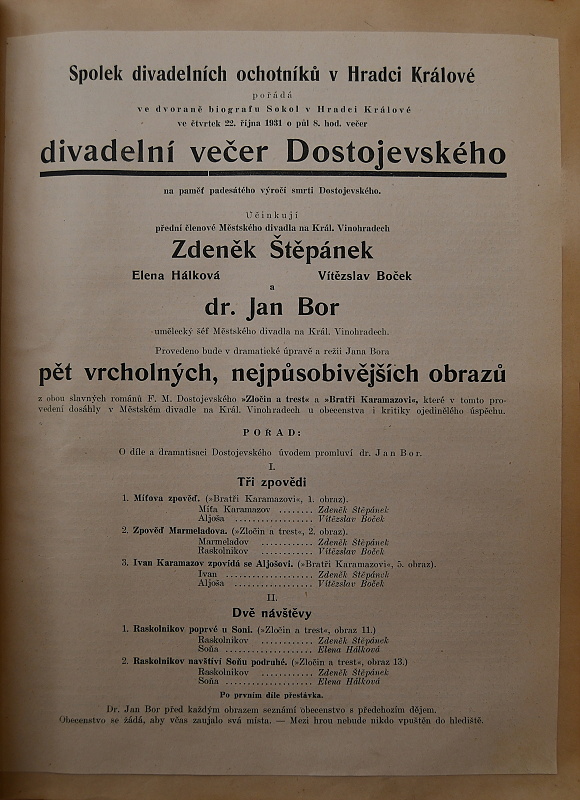 Spolek divadelních ochotníků v Hradci Králové
pořádá
ve dvoraně biografu Sokol v Hradci Králové
ve čtvrtek 22. října 1931 o půl 8. hod. večer
divadelní večer Dostojevského
na paměť padesátého výročí smrti Dostojevského.
Účinkují
přední členové Městského divadla na Král. Vinohradech
Zdeněk Štěpánek
Elena Hálková Vítězslav Boček
a
dr. Jan Bor
umělecký šéf Městského divadla na Král. Vinohradech.
Provedeno bude v dramatické úpravě a režii Jana Bora
pět vrcholných, nejpůsobivějších obrazů
z obou slavných románů F. M. Dostojevského »Zločin a trest« a »Bratři Karamazovi«, které v tomto pro-
vedení dosáhly v Městském divadle na Král. Vinohradech u obecenstva i kritiky ojedinělého úspěchu.
POŘAD:
O díle a dramatisaci Dostojevského úvodem promluví dr. Jan Bor.
I.
Tři zpovědi
1. Míťova zpověď. (»Bratři Karamazovi«, 1. obraz).
Míťa Karamazov ........ Zdeněk Štěpánek
Aljoša .................. Vítězslav Boček
2. Zpověď Marmeladova. (»Zločin a trest«, 2. obraz).
Marmeladov ............ Zdeněk Štěpánek
Raskolnikov ............ Vítězslav Boček
3. Ivan Karamazov zpovídá se Aljošovi. (»Bratři Karamazovi«, 5. obraz).
Ivan .................... Zdeněk Štěpánek
Aljoša .................. Vítězslav Boček
II.
Dvě návštěvy
1. Raskolnikov poprvé u Soni. (»Zločin a trest«, obraz 11.)
Raskolnikov ............ Zdeněk Štěpánek
Soňa .................... Elena Hálková
2. Raskolnikov navštíví Soňu podruhé. (»Zločin a trest«, obraz 13.)
Raskolnikov ............ Zdeněk Štěpánek
Soňa .................... Elena Hálková
Po prvním díle přestávka.
Dr. Jan Bor před každým obrazem seznámí obecenstvo s předchozím dějem.
Obecenstvo se žádá, aby včas zaujalo svá místa. — Mezi hrou nebude nikdo vpuštěn do hlediště.